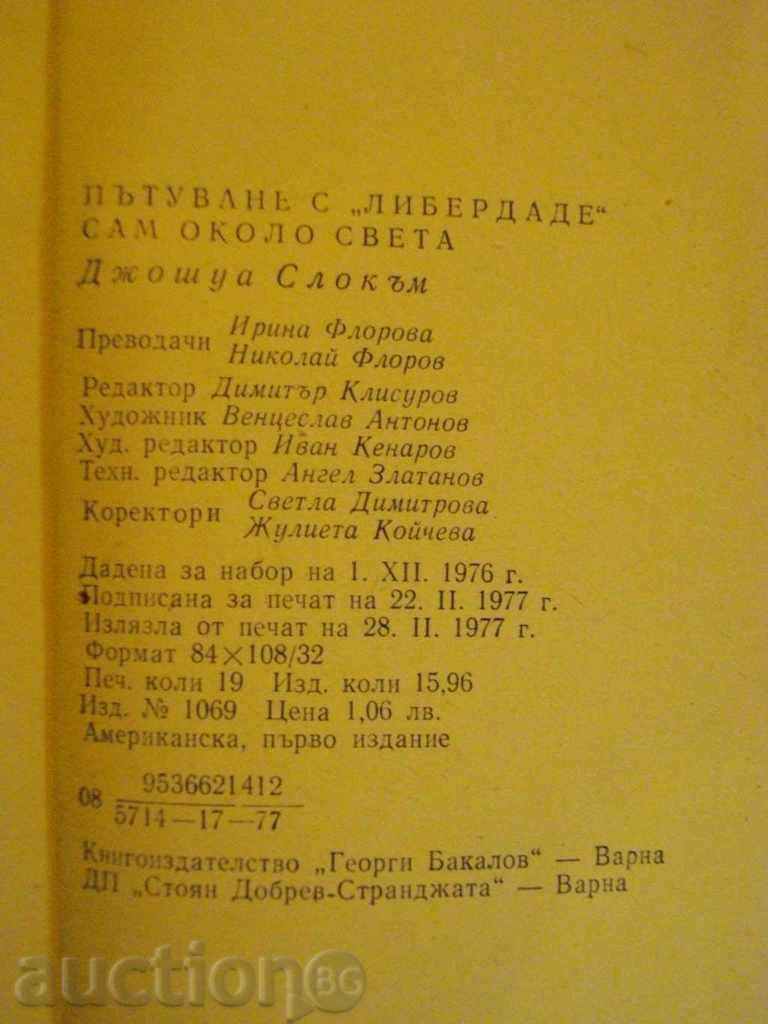 ПЪТУВАНЕ С „ЛИБЕРДАДЕ“
САМ ОКОЛО СВЕТА
Джошуа Слокъм
Преводачи Ирина Флорова
Николай Флоров
Редактор Димитър Клисуров
Художник Венцеслав Антонов
Худ. редактор Иван Кенаров
Техн. редактор Ангел Златанов
Коректори Светла Димитрова
Жулиета Койчева
Дадена за набор на 1. XII. 1976 г.
Подписана за печат на 22. II. 1977 г.
Излязла от печат на 28. II. 1977 г.
Формат 84×108/32
Печ. коли 19 Изд. коли 15,96
Изд. № 1069 Цена 1,06 лв.
Американска, първо издание
08 9536621412
5714—17—77
Книгоиздателство „Георги Бакалов“ — Варна
ДП „Стоян Добрев-Странджата“ — Варна
auction BG